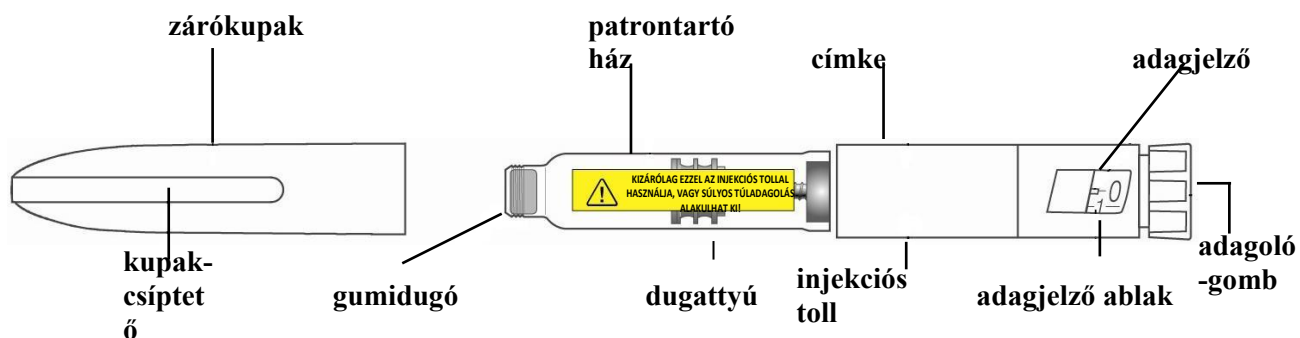 zárókupak
patrontartó
ház
címke
adagjelző
KIZÁRÓLAG EZZEL AZ INJEKCIÓS TOLLAL
HASZNÁLJA, VAGY SÚLYOS TÚLADAGOLÁS
ALAKULHAT KI!
0
1
kupak-
csíptet
ő
gumidugó
dugattyú
injekciós
toll
adagjelző ablak
adagoló
-gomb